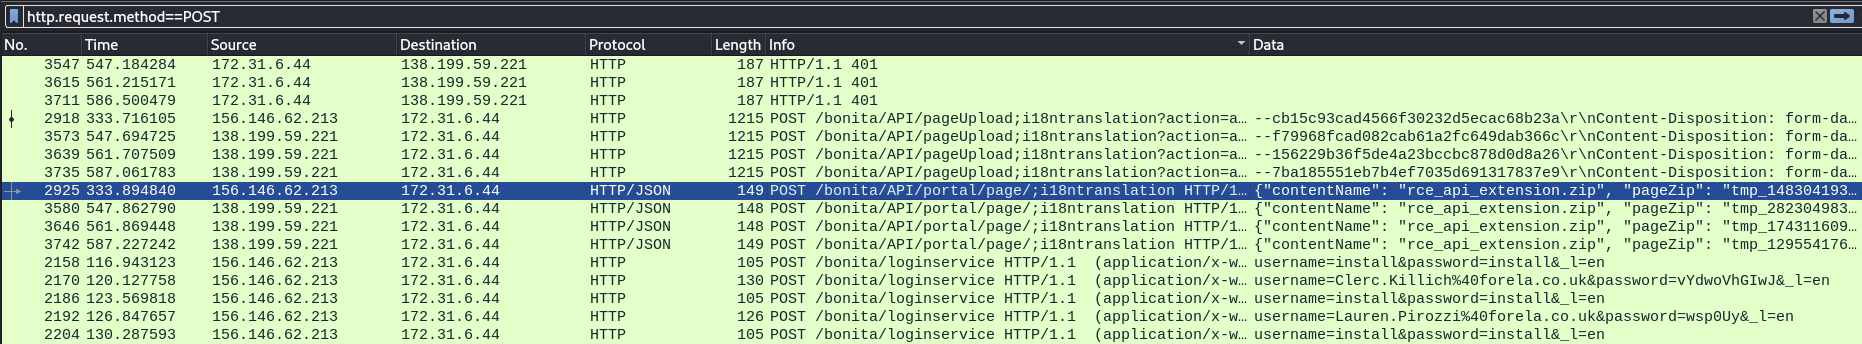 http.request.method==POST
No. Time Source Destination Protocol Length Info Data
3547 547.184284 172.31.6.44 138.199.59.221 HTTP 187 HTTP/1.1 401
3615 561.215171 172.31.6.44 138.199.59.221 HTTP 187 HTTP/1.1 401
3711 586.500479 172.31.6.44 138.199.59.221 HTTP 187 HTTP/1.1 401
2918 333.716105 156.146.62.213 172.31.6.44 HTTP 1215 POST /bonita/API/pageUpload;i18ntranslation?action=a… --cb15c93cad4566f30232d5ecac68b23a\r\nContent-Disposition: form-da…
3573 547.694725 138.199.59.221 172.31.6.44 HTTP 1215 POST /bonita/API/pageUpload;i18ntranslation?action=a… --f79968fcad082cab61a2fc649dab366c\r\nContent-Disposition: form-da…
3639 561.707509 138.199.59.221 172.31.6.44 HTTP 1215 POST /bonita/API/pageUpload;i18ntranslation?action=a… --156229b36f5de4a23bccbc878d0d8a26\r\nContent-Disposition: form-da…
3735 587.061783 138.199.59.221 172.31.6.44 HTTP 1215 POST /bonita/API/pageUpload;i18ntranslation?action=a… --7ba185551eb7b4ef7035d691317837e9\r\nContent-Disposition: form-da…
2925 333.894840 156.146.62.213 172.31.6.44 HTTP/JSON 149 POST /bonita/API/portal/page/;i18ntranslation HTTP/1… {"contentName": "rce_api_extension.zip", "pageZip": "tmp_148304193…
3580 547.862790 138.199.59.221 172.31.6.44 HTTP/JSON 148 POST /bonita/API/portal/page/;i18ntranslation HTTP/1… {"contentName": "rce_api_extension.zip", "pageZip": "tmp_282304983…
3646 561.869448 138.199.59.221 172.31.6.44 HTTP/JSON 148 POST /bonita/API/portal/page/;i18ntranslation HTTP/1… {"contentName": "rce_api_extension.zip", "pageZip": "tmp_174311609…
3742 587.227242 138.199.59.221 172.31.6.44 HTTP/JSON 149 POST /bonita/API/portal/page/;i18ntranslation HTTP/1… {"contentName": "rce_api_extension.zip", "pageZip": "tmp_129554176…
2158 116.943123 156.146.62.213 172.31.6.44 HTTP 105 POST /bonita/loginservice HTTP/1.1  (application/x-w… username=install&password=install&_l=en
2170 120.127758 156.146.62.213 172.31.6.44 HTTP 130 POST /bonita/loginservice HTTP/1.1  (application/x-w… username=Clerc.Killich%40forela.co.uk&password=vYdwoVhGIwJ&_l=en
2186 123.569818 156.146.62.213 172.31.6.44 HTTP 105 POST /bonita/loginservice HTTP/1.1  (application/x-w… username=install&password=install&_l=en
2192 126.847657 156.146.62.213 172.31.6.44 HTTP 126 POST /bonita/loginservice HTTP/1.1  (application/x-w… username=Lauren.Pirozzi%40forela.co.uk&password=wsp0Uy&_l=en
2204 130.287593 156.146.62.213 172.31.6.44 HTTP 105 POST /bonita/loginservice HTTP/1.1  (application/x-w… username=install&password=install&_l=en